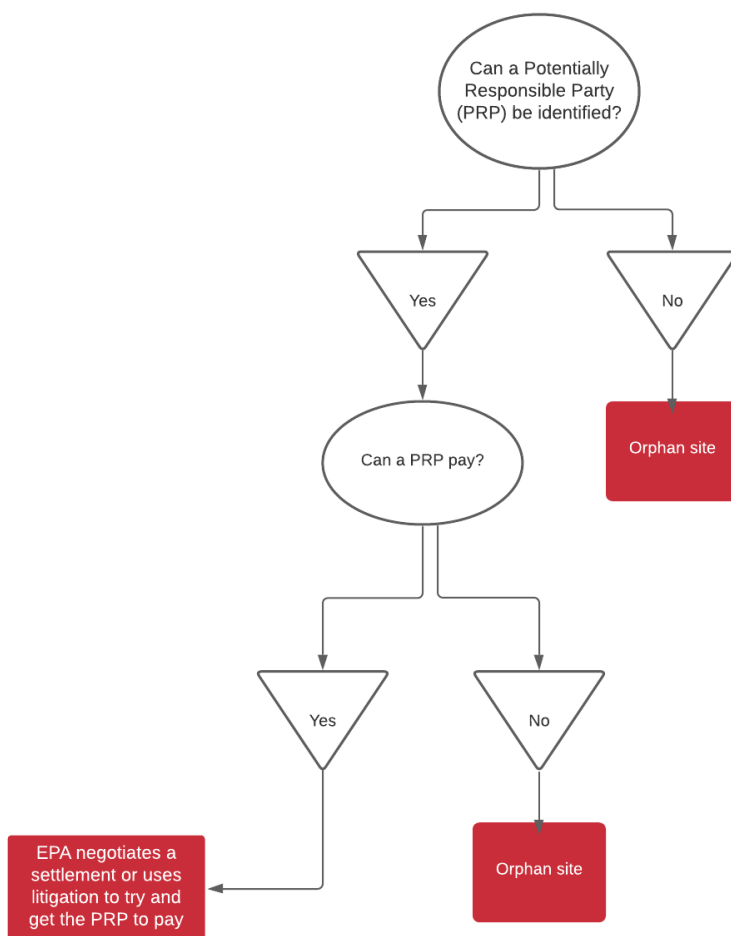 Can a Potentially
Responsible Party
(PRP) be identified?
Yes
No
Orphan site
Can a PRP pay?
Yes
No
EPA negotiates a
settlement or uses
litigation to try and
get the PRP to pay
Orphan site